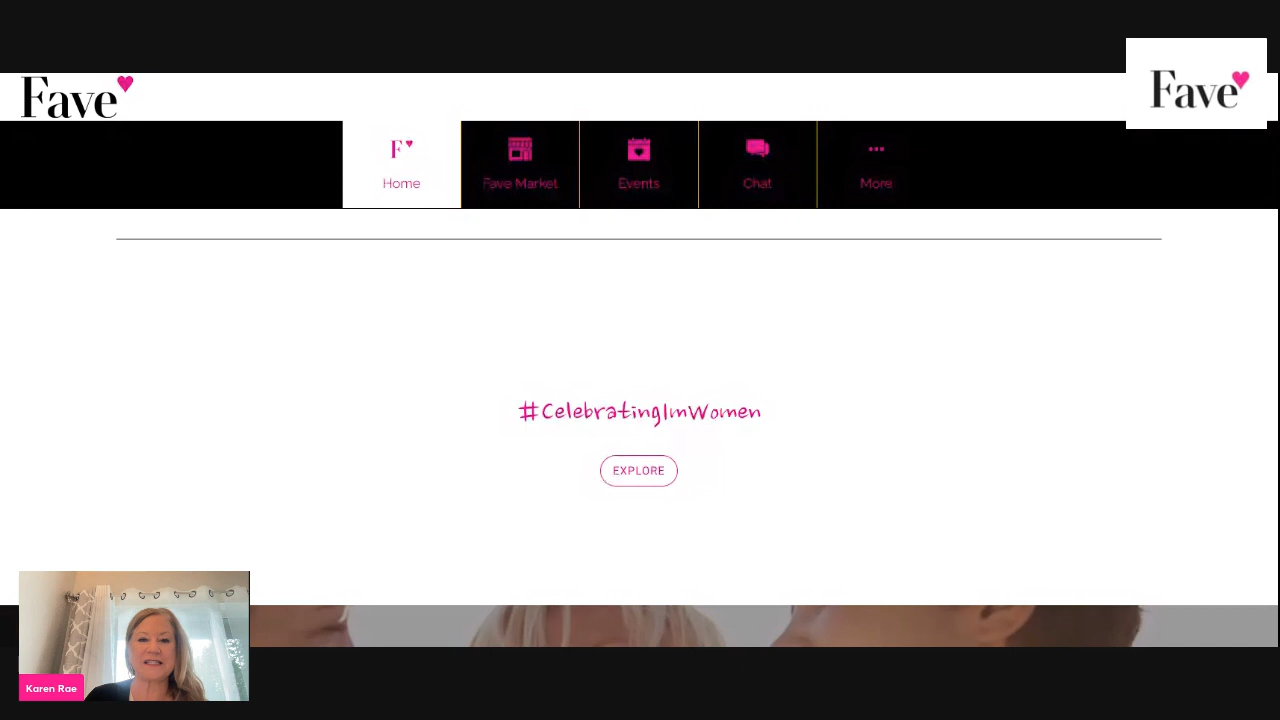 Fave
Fave
Home
Fave Market
Events
Chat
More
#CelebratingImWomen
EXPLORE
Karen Rae